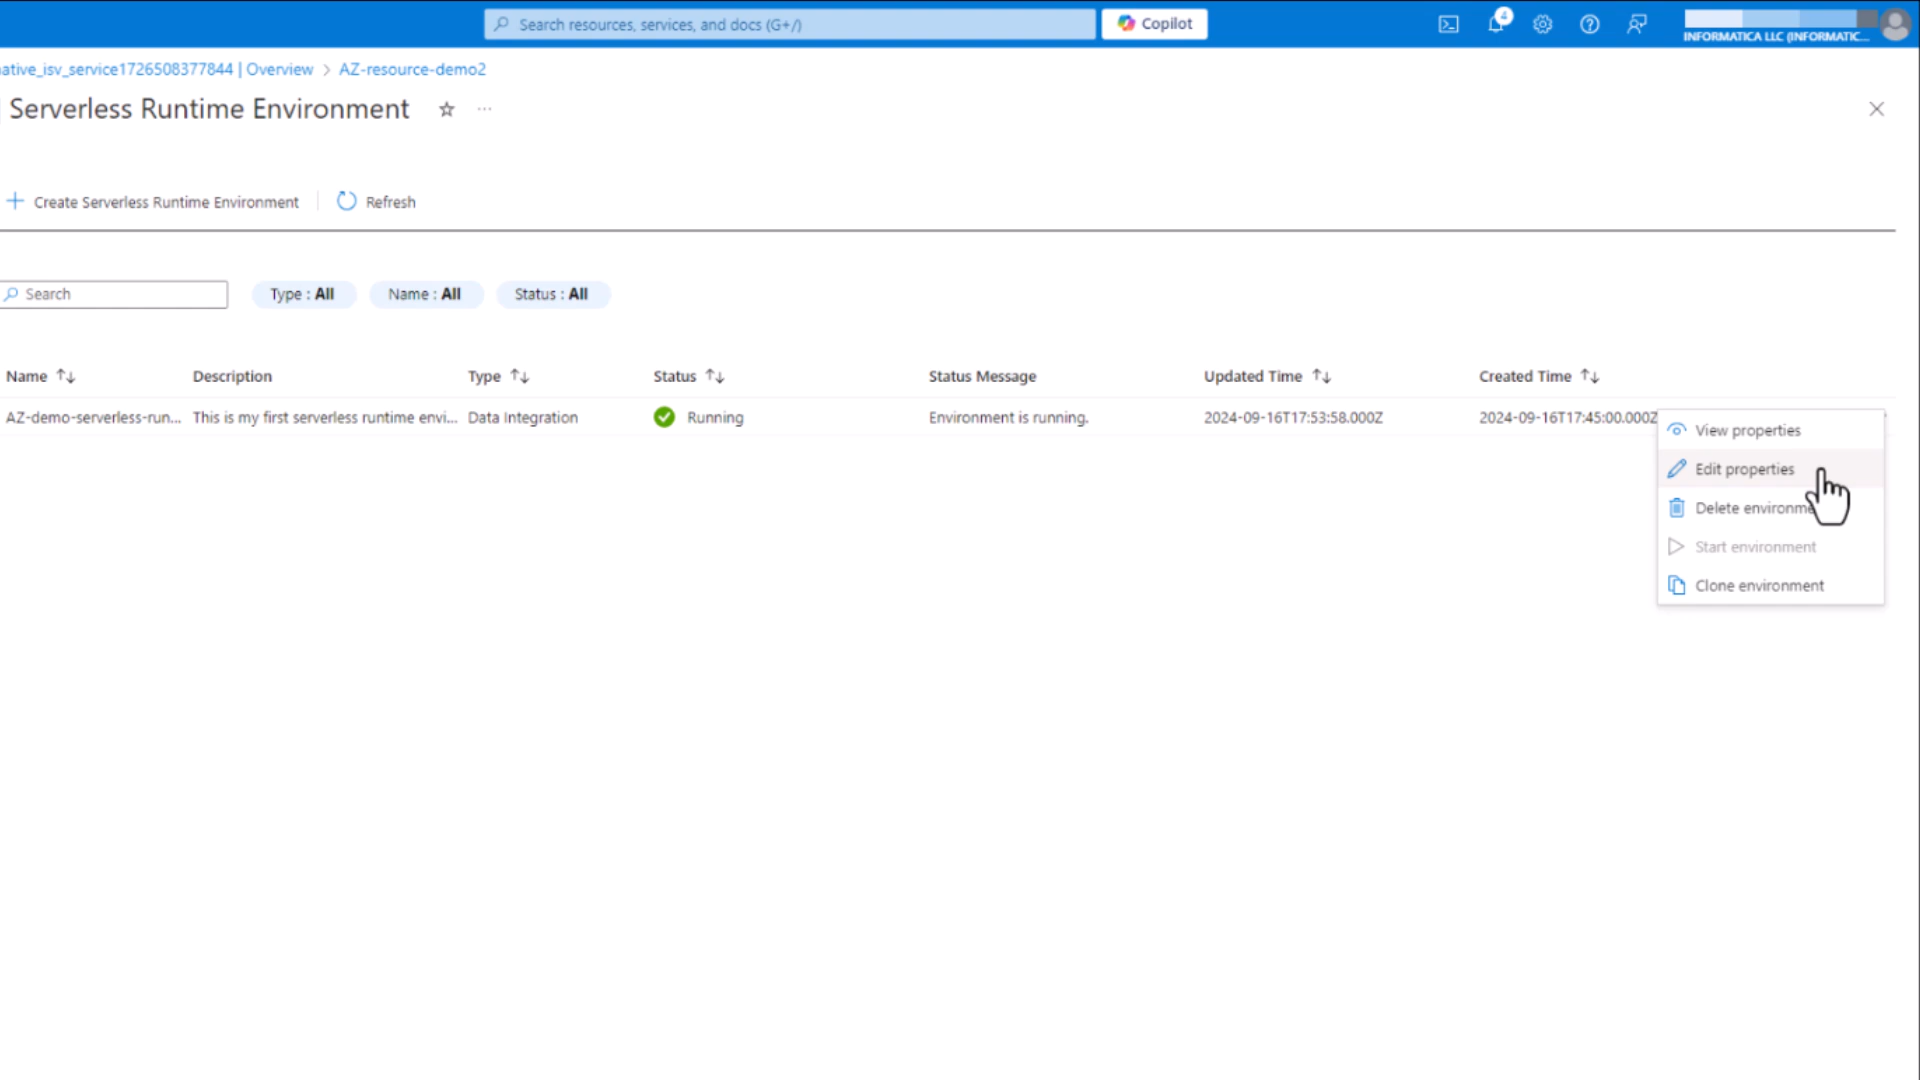 Search resources, services, and docs (G+/)
Copilot
4
INFORMATICA LLC (INFORMATIC...
ative_isv_service1726508377844 | Overview > AZ-resource-demo2
Serverless Runtime Environment
Create Serverless Runtime Environment
Refresh
Search
Type : All
Name : All
Status : All
Name Description Type Status Status Message Updated Time Created Time
AZ-demo-serverless-run... This is my first serverless runtime envi... Data Integration Running Environment is running. 2024-09-16T17:53:58.000Z 2024-09-16T17:45:00.000Z
View properties
Edit properties
Delete environme
Start environment
Clone environment